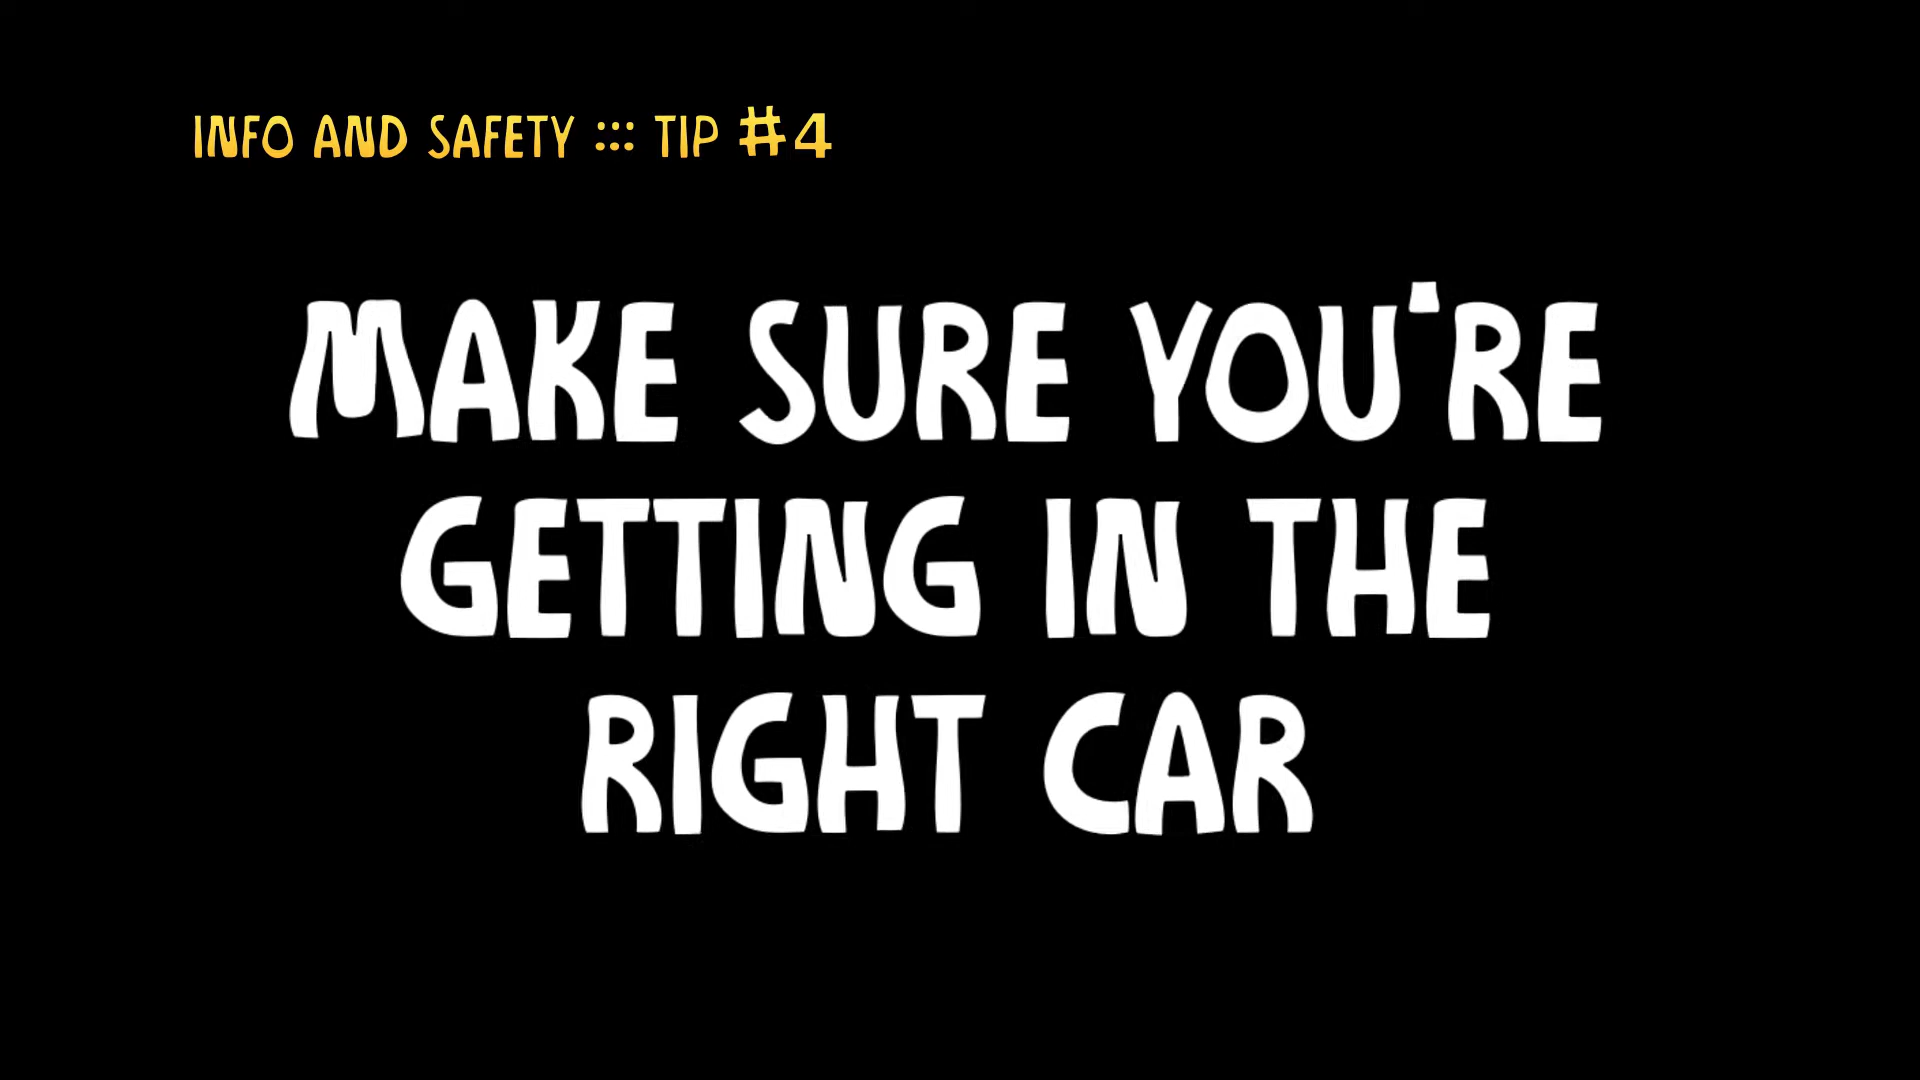 INFO AND SAFETY ::: TIP #4
MAKE SURE YOU'RE
GETTING IN THE
RIGHT CAR